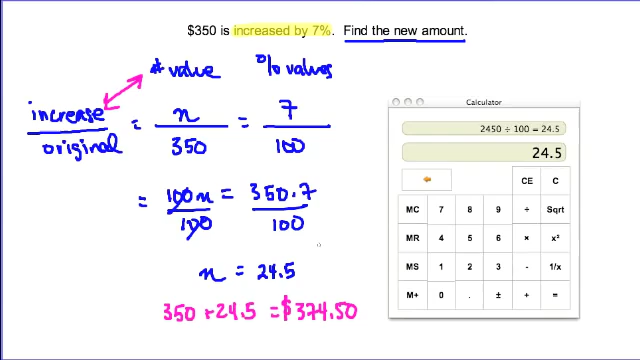 $350 is increased by 7%. Find the new amount.
# value % values
increase / original = n / 350 = 7 / 100
= 100n / 100 = 350 · 7 / 100
n = 24.5
350 + 24.5 = $374.50
Calculator
2450 ÷ 100 = 24.5
24.5
CE C
MC 7 8 9 ÷ Sqrt
MR 4 5 6 × x²
MS 1 2 3 - 1/x
M+ 0 . ± + =